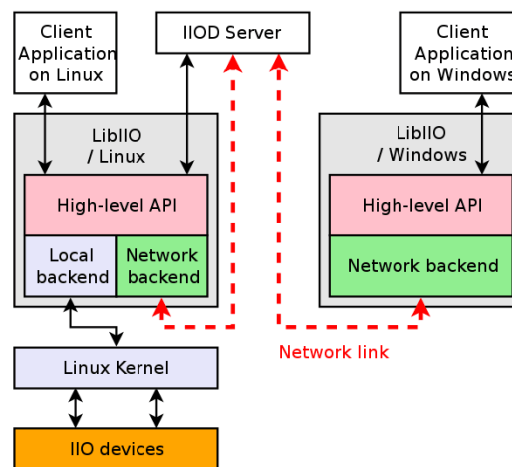 Client
Application
on Linux
IIOD Server
Client
Application
on Windows
LibIIO
/ Linux
LibIIO
/ Windows
High-level API
High-level API
Local
backend
Network
backend
Network backend
Network link
Linux Kernel
IIO devices